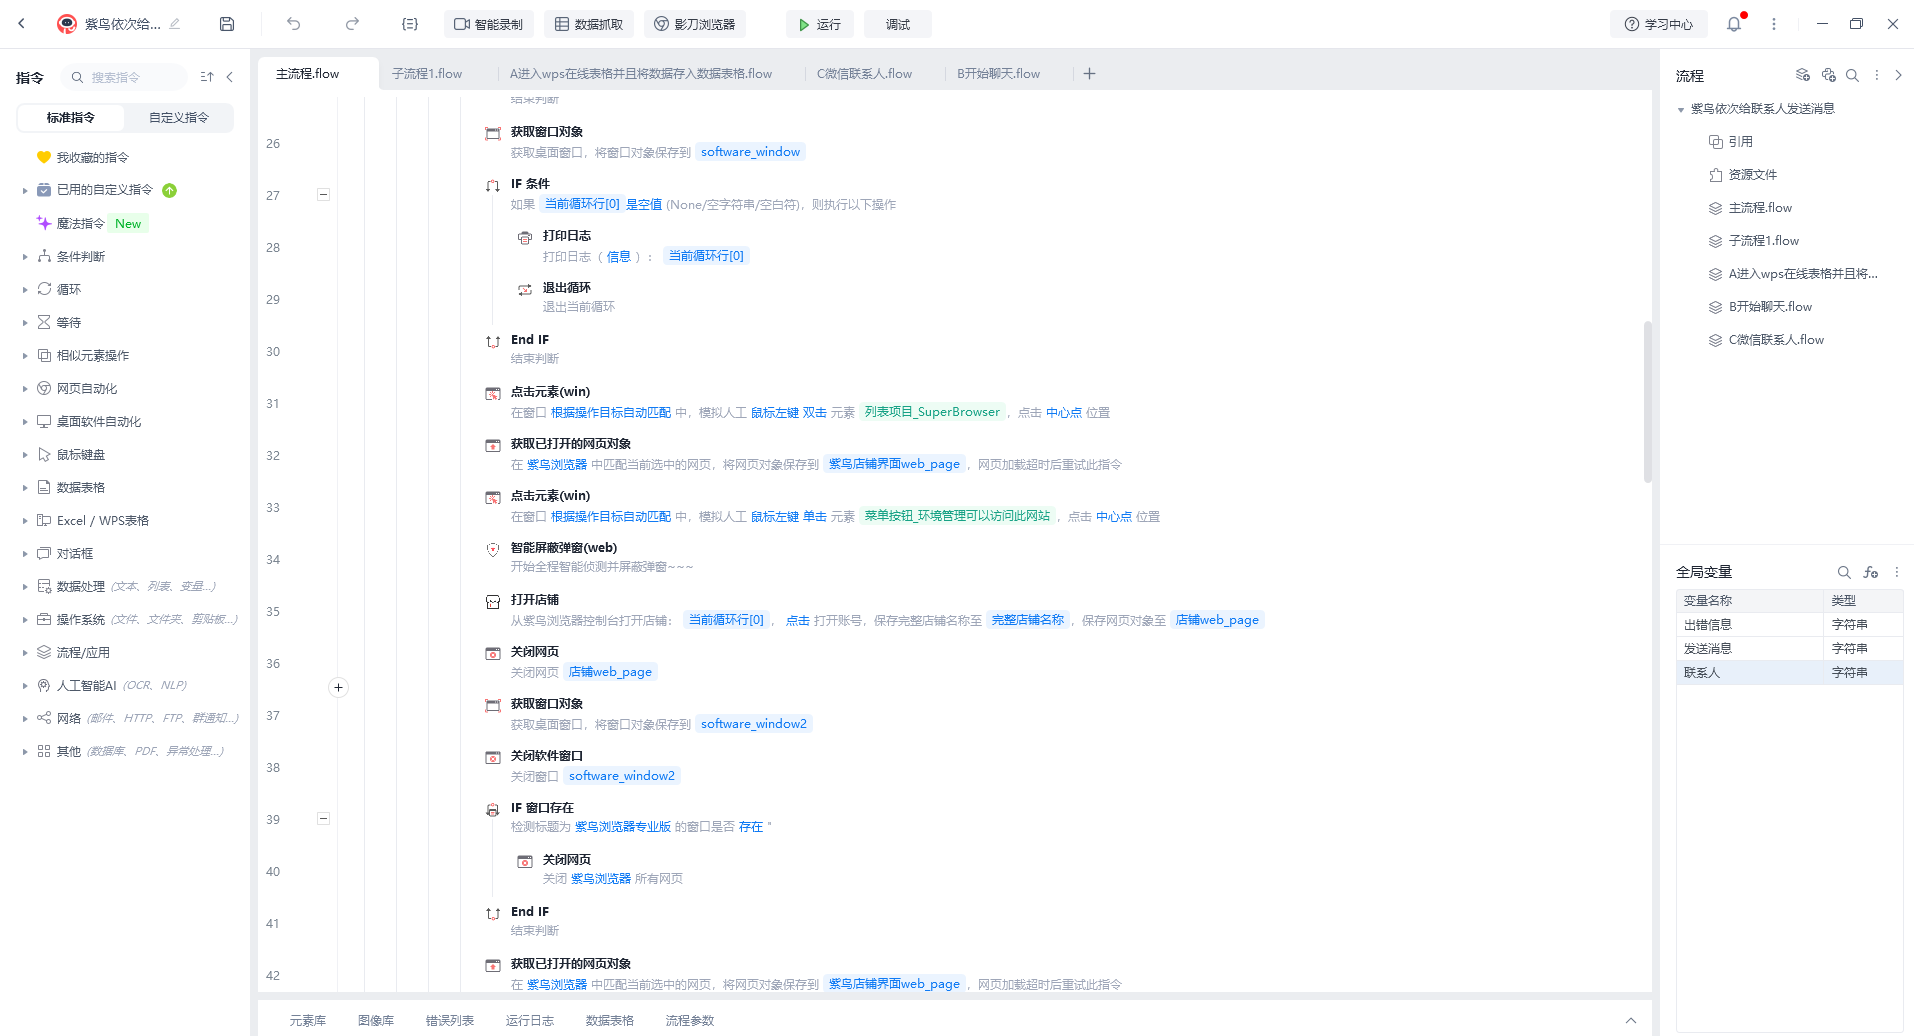 紫鸟依次给...
智能录制
数据抓取
影刀浏览器
运行
调试
学习中心
指令
搜索指令
标准指令
自定义指令
我收藏的指令
已用的自定义指令
魔法指令 New
条件判断
循环
等待
相似元素操作
网页自动化
桌面软件自动化
鼠标键盘
数据表格
Excel / WPS表格
对话框
数据处理 (文本、列表、变量...)
操作系统 (文件、文件夹、剪贴板...)
流程/应用
人工智能AI (OCR、NLP)
网络 (邮件、HTTP、FTP、群通知...)
其他 (数据库、PDF、异常处理...)
主流程.flow
子流程1.flow
A进入wps在线表格并且将数据存入数据表格.flow
C微信联系人.flow
B开始聊天.flow
结束判断
26
获取窗口对象
获取桌面窗口，将窗口对象保存到 software_window
27
IF 条件
如果 当前循环行[0] 是空值 (None/空字符串/空白符)，则执行以下操作
28
打印日志
打印日志（ 信息 ）： 当前循环行[0]
29
退出循环
退出当前循环
30
End IF
结束判断
31
点击元素(win)
在窗口 根据操作目标自动匹配 中，模拟人工 鼠标左键 双击 元素 列表项目_SuperBrowser ，点击 中心点 位置
32
获取已打开的网页对象
在 紫鸟浏览器 中匹配当前选中的网页，将网页对象保存到 紫鸟店铺界面web_page ，网页加载超时后重试此指令
33
点击元素(win)
在窗口 根据操作目标自动匹配 中，模拟人工 鼠标左键 单击 元素 菜单按钮_环境管理可以访问此网站 ，点击 中心点 位置
34
智能屏蔽弹窗(web)
开始全程智能侦测并屏蔽弹窗~~~
35
打开店铺
从紫鸟浏览器控制台打开店铺： 当前循环行[0] ， 点击 打开账号，保存完整店铺名称至 完整店铺名称 ，保存网页对象至 店铺web_page
36
关闭网页
关闭网页 店铺web_page
37
获取窗口对象
获取桌面窗口，将窗口对象保存到 software_window2
38
关闭软件窗口
关闭窗口 software_window2
39
IF 窗口存在
检测标题为 紫鸟浏览器专业版 的窗口是否 存在 "
40
关闭网页
关闭 紫鸟浏览器 所有网页
41
End IF
结束判断
42
获取已打开的网页对象
在 紫鸟浏览器 中匹配当前选中的网页，将网页对象保存到 紫鸟店铺界面web_page ，网页加载超时后重试此指令
元素库
图像库
错误列表
运行日志
数据表格
流程参数
流程
紫鸟依次给联系人发送消息
引用
资源文件
主流程.flow
子流程1.flow
A进入wps在线表格并且将...
B开始聊天.flow
C微信联系人.flow
全局变量
变量名称 类型
出错信息 字符串
发送消息 字符串
联系人 字符串